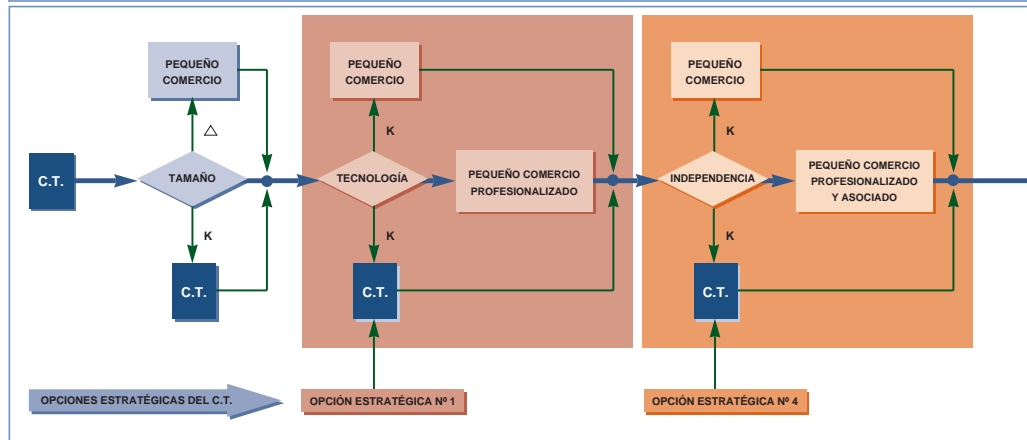 PEQUEÑO
COMERCIO
△
C.T.
TAMAÑO
K
C.T.
PEQUEÑO
COMERCIO
K
TECNOLOGÍA
PEQUEÑO COMERCIO
PROFESIONALIZADO
K
C.T.
PEQUEÑO
COMERCIO
K
INDEPENDENCIA
PEQUEÑO COMERCIO
PROFESIONALIZADO
Y ASOCIADO
K
C.T.
OPCIONES ESTRATÉGICAS DEL C.T.
OPCIÓN ESTRATÉGICA Nº 1
OPCIÓN ESTRATÉGICA Nº 4